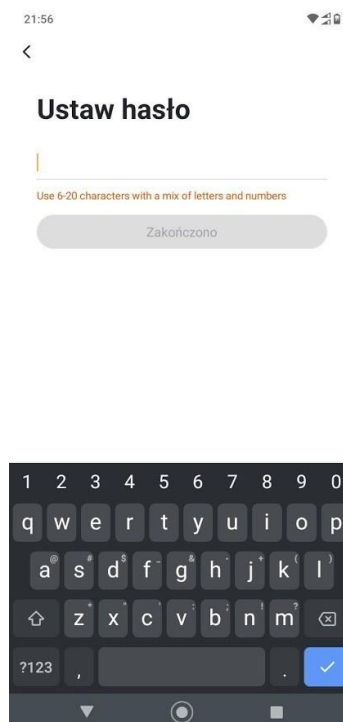 21:56
Ustaw hasło
Use 6-20 characters with a mix of letters and numbers
Zakończono
1 2 3 4 5 6 7 8 9 0
q w e r t y u i o p
@ # $ _ & - + ( )
a s d f g h j k l
* " ' : ; ! ?
z x c v b n m
?123 , .